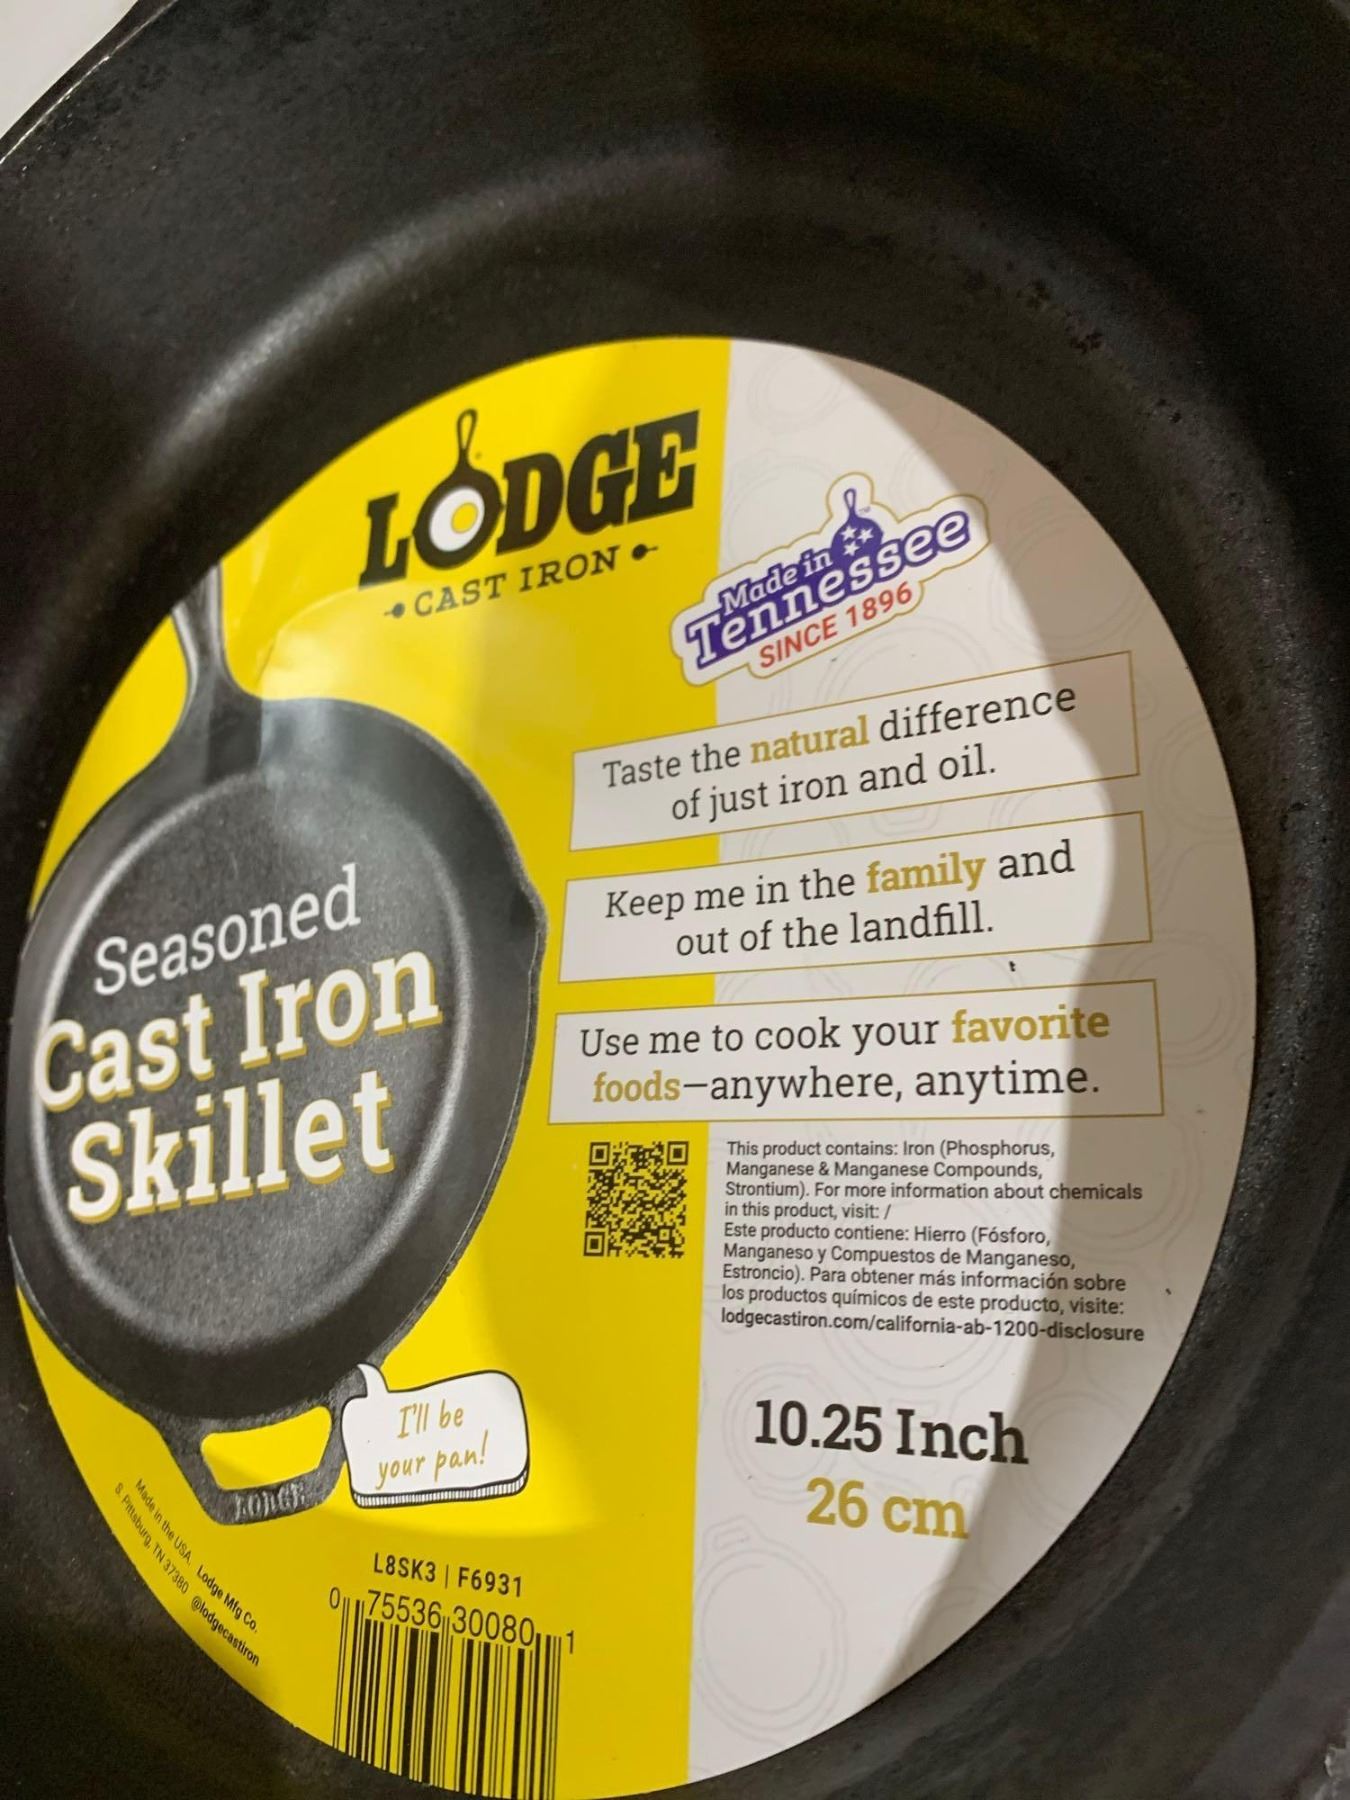 LODGE
CAST IRON
Made in
Tennessee
SINCE 1896
Taste the natural difference
of just iron and oil.
Keep me in the family and
out of the landfill.
Use me to cook your favorite
foods—anywhere, anytime.
Seasoned
Cast Iron
Skillet
This product contains: Iron (Phosphorus,
Manganese & Manganese Compounds,
Strontium). For more information about chemicals
in this product, visit: /
Este producto contiene: Hierro (Fósforo,
Manganeso y Compuestos de Manganeso,
Estroncio). Para obtener más información sobre
los productos químicos de este producto, visite:
lodgecastiron.com/california-ab-1200-disclosure
10.25 Inch
26 cm
I'll be
your pan!
LODGE
Made in the USA. Lodge Mfg Co.
S. Pittsburg, TN 37380 @lodgecastiron
L8SK3 | F6931
0 75536 30080 1